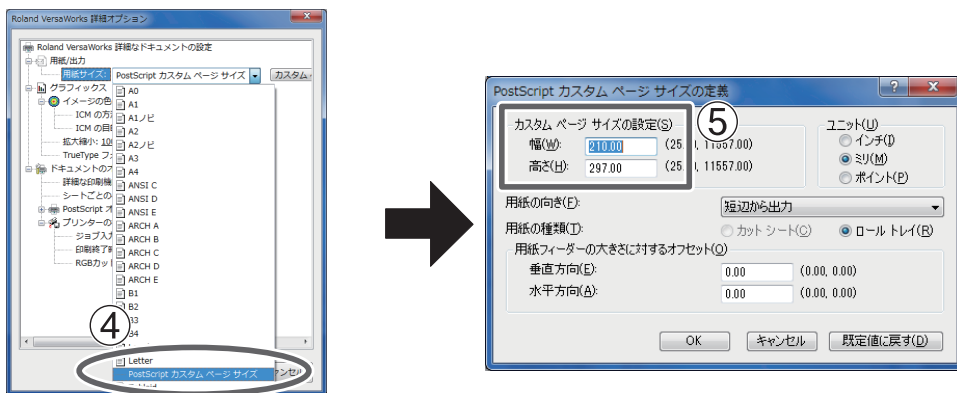 Roland VersaWorks 詳細オプション
Roland VersaWorks 詳細なドキュメントの設定
用紙/出力
用紙サイズ: PostScript カスタム ページ サイズ カスタム
グラフィックス
イメージの色
ICM の方
ICM の目
拡大縮小: 10
TrueType フ
ドキュメントのオ
詳細な印刷機
シートごとの
PostScript オ
プリンターの
ジョブ入力
印刷終了時
RGBカッ
A0
A1
A1ノビ
A2
A2ノビ
A3
A4
ANSI C
ANSI D
ANSI E
ARCH A
ARCH B
ARCH C
ARCH D
ARCH E
B1
B2
B3
B4
④
Letter
PostScript カスタム ページ サイズ
ンセル
PostScript カスタム ページ サイズの定義
カスタム ページ サイズの設定(S)
⑤
幅(W): 210.00 (25. , 11557.00)
高さ(H): 297.00 (25. , 11557.00)
ユニット(U)
インチ(I)
ミリ(M)
ポイント(P)
用紙の向き(F): 短辺から出力
用紙の種類(T): カット シート(C) ロール トレイ(R)
用紙フィーダーの大きさに対するオフセット(O)
垂直方向(E): 0.00 (0.00, 0.00)
水平方向(A): 0.00 (0.00, 0.00)
OK キャンセル 既定値に戻す(D)